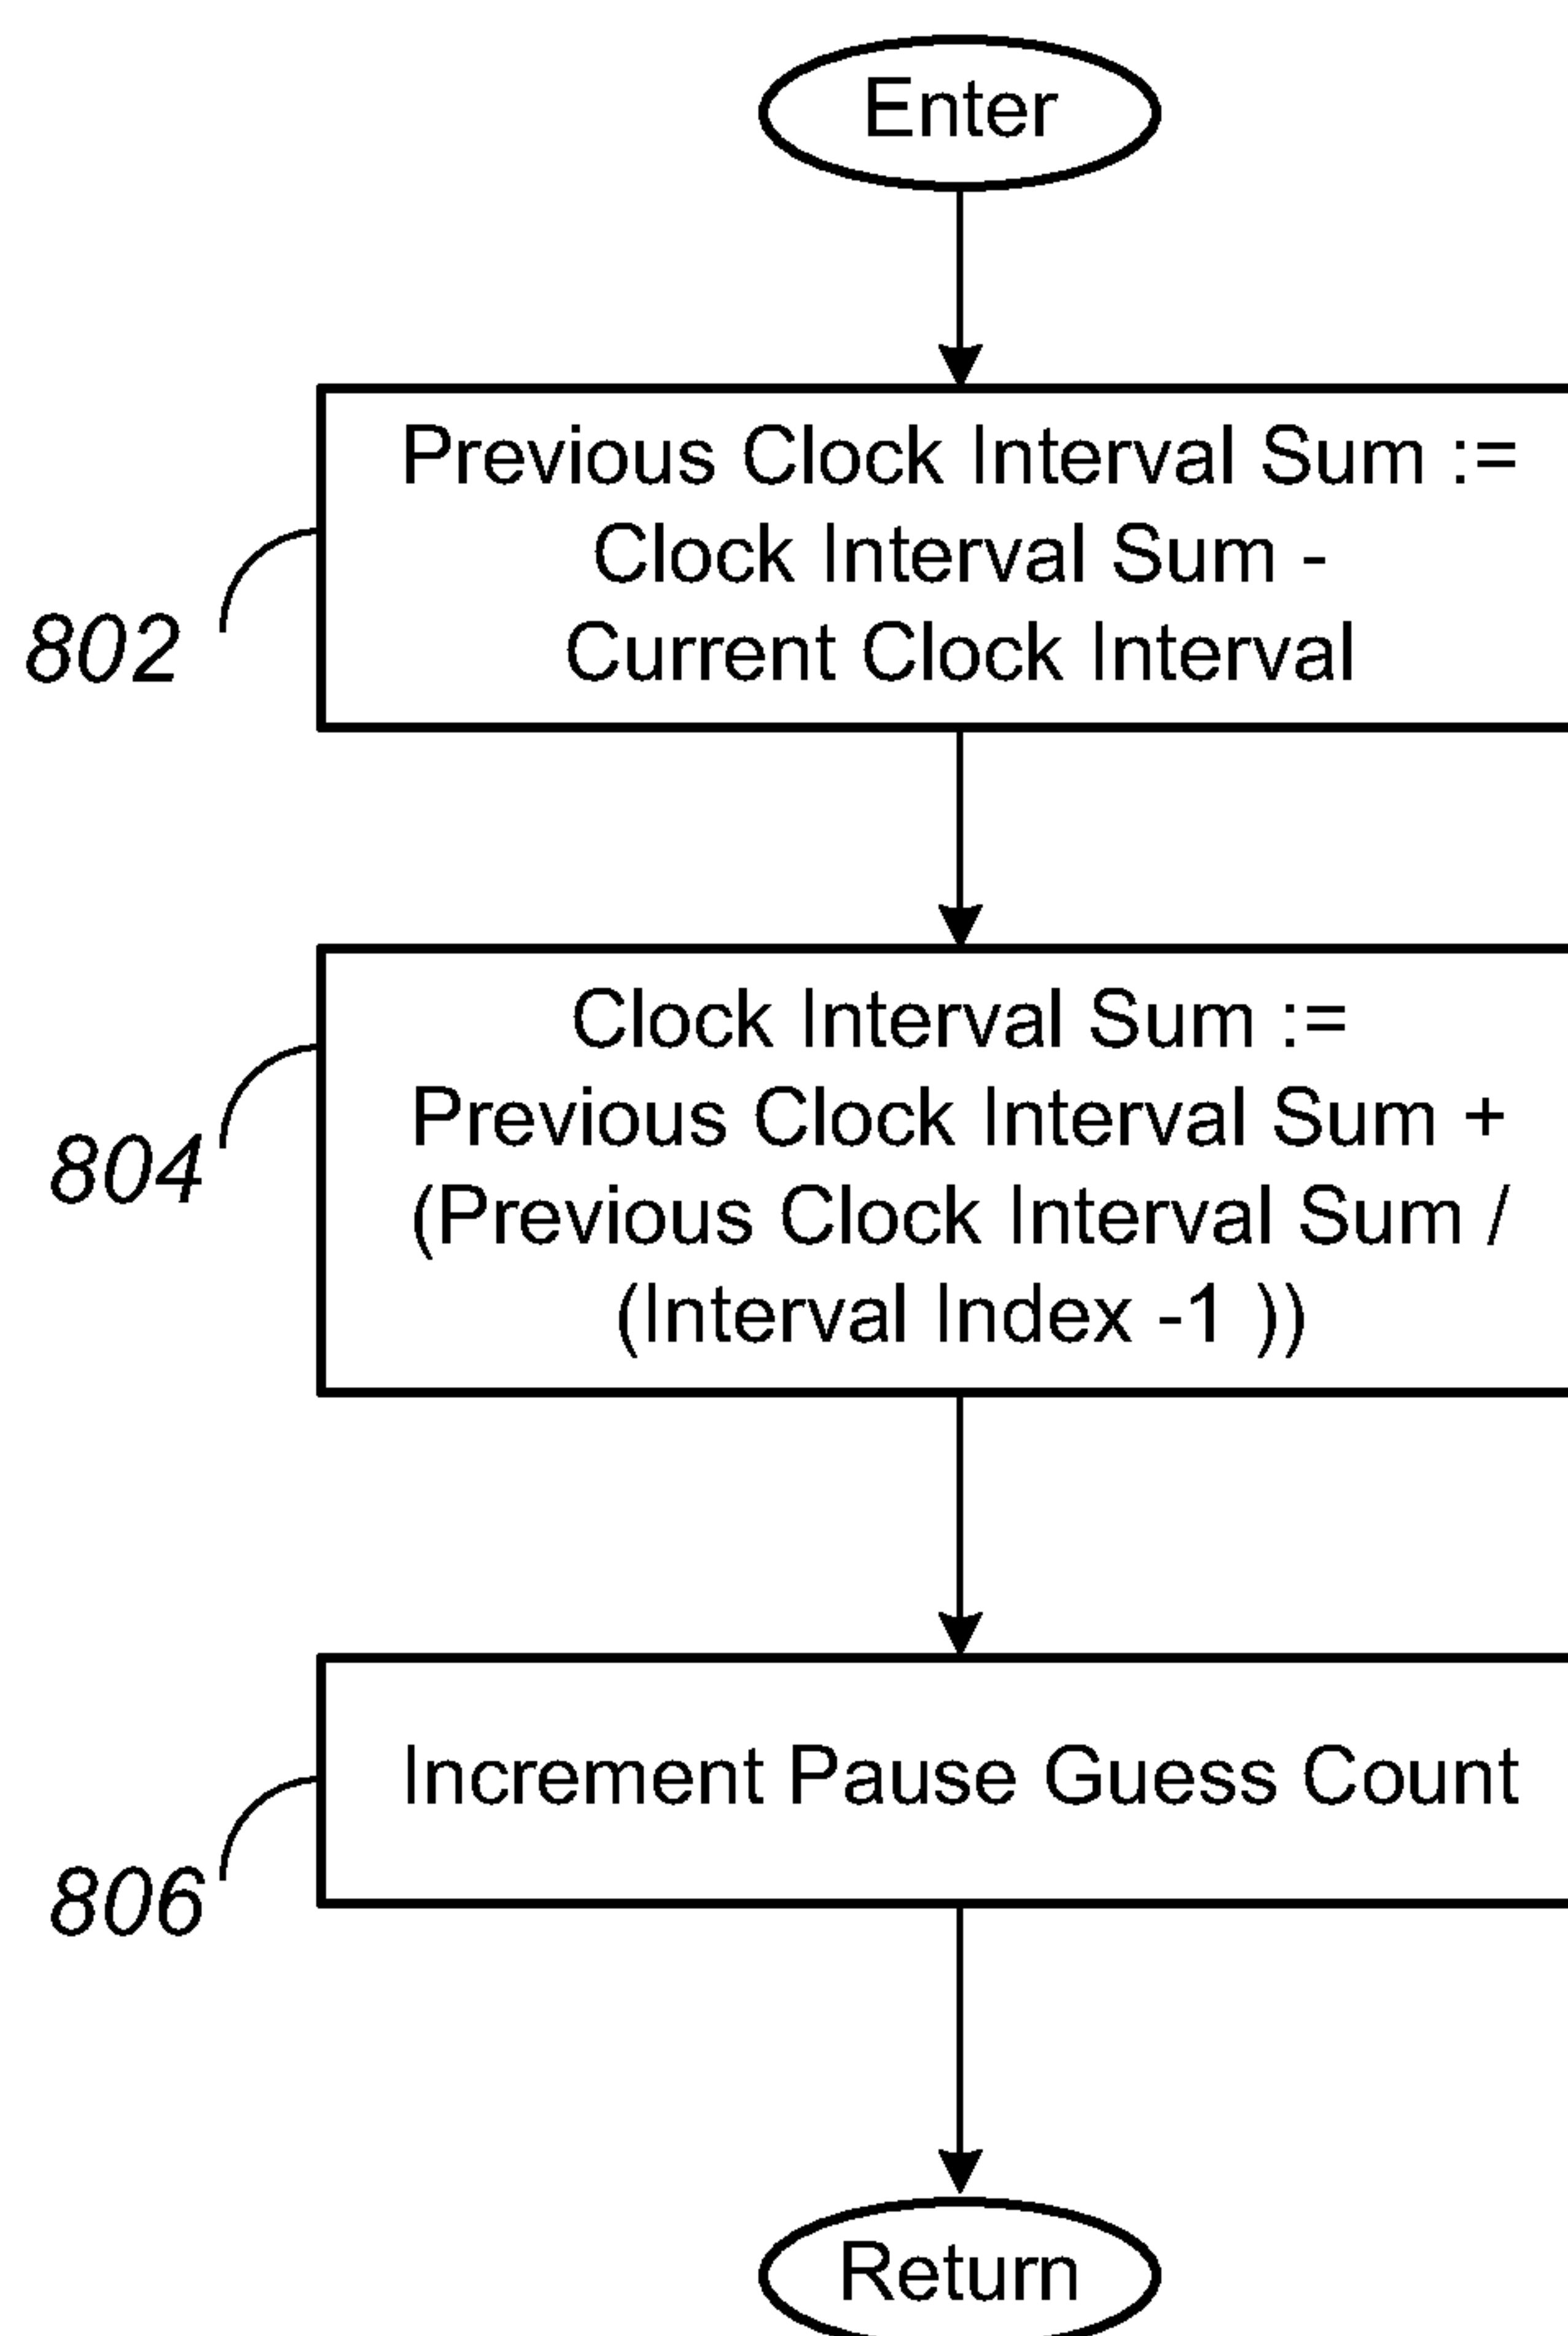 Enter
Previous Clock Interval Sum :=
Clock Interval Sum -
Current Clock Interval
802
Clock Interval Sum :=
Previous Clock Interval Sum +
(Previous Clock Interval Sum /
(Interval Index -1 ))
804
Increment Pause Guess Count
806
Return